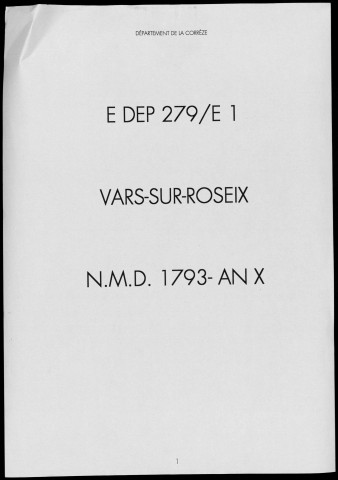 DÉPARTEMENT DE LA CORRÈZE
E DEP 279/E 1
VARS-SUR-ROSEIX
N.M.D. 1793- AN X
1